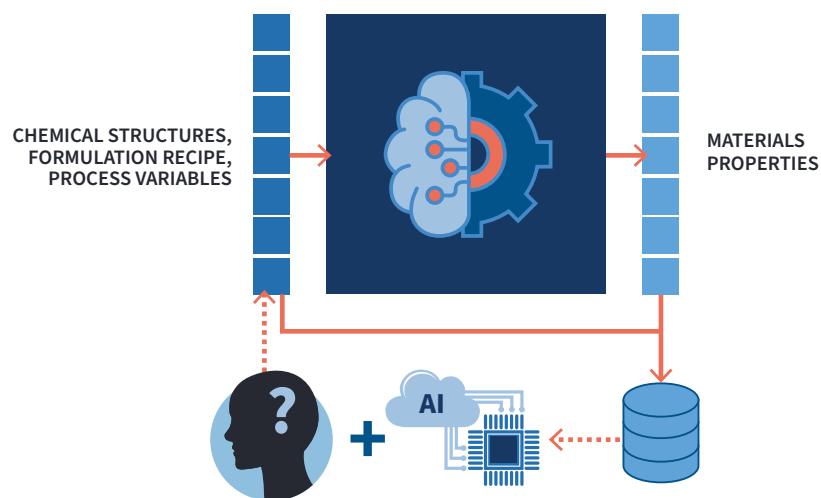 CHEMICAL STRUCTURES,
FORMULATION RECIPE,
PROCESS VARIABLES
MATERIALS
PROPERTIES
?
AI